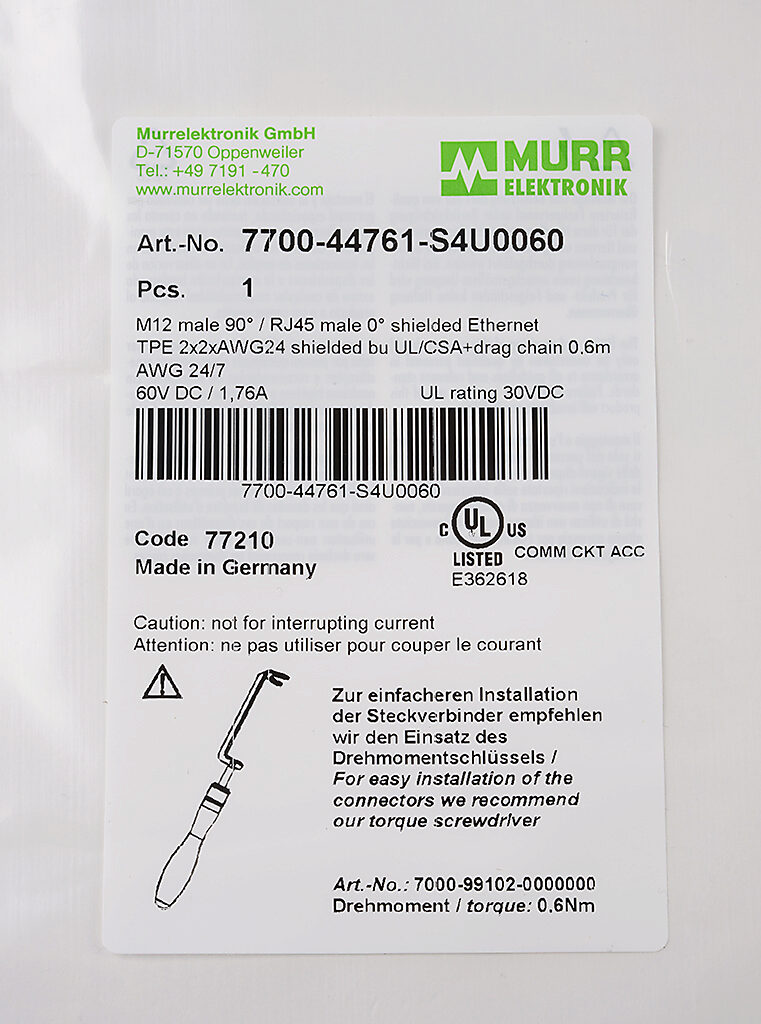 Murrelektronik GmbH
D-71570 Oppenweiler
Tel.: +49 7191 -470
www.murrelektronik.com
MURR
ELEKTRONIK
Art.-No. 7700-44761-S4U0060
Pcs. 1
M12 male 90° / RJ45 male 0° shielded Ethernet
TPE 2x2xAWG24 shielded bu UL/CSA+drag chain 0.6m
AWG 24/7
60V DC / 1,76A UL rating 30VDC
7700-44761-S4U0060
Code 77210
Made in Germany
C UL US
LISTED COMM CKT ACC
E362618
Caution: not for interrupting current
Attention: ne pas utiliser pour couper le courant
Zur einfacheren Installation
der Steckverbinder empfehlen
wir den Einsatz des
Drehmomentschlüssels /
For easy installation of the
connectors we recommend
our torque screwdriver
Art.-No.: 7000-99102-0000000
Drehmoment / torque: 0,6Nm